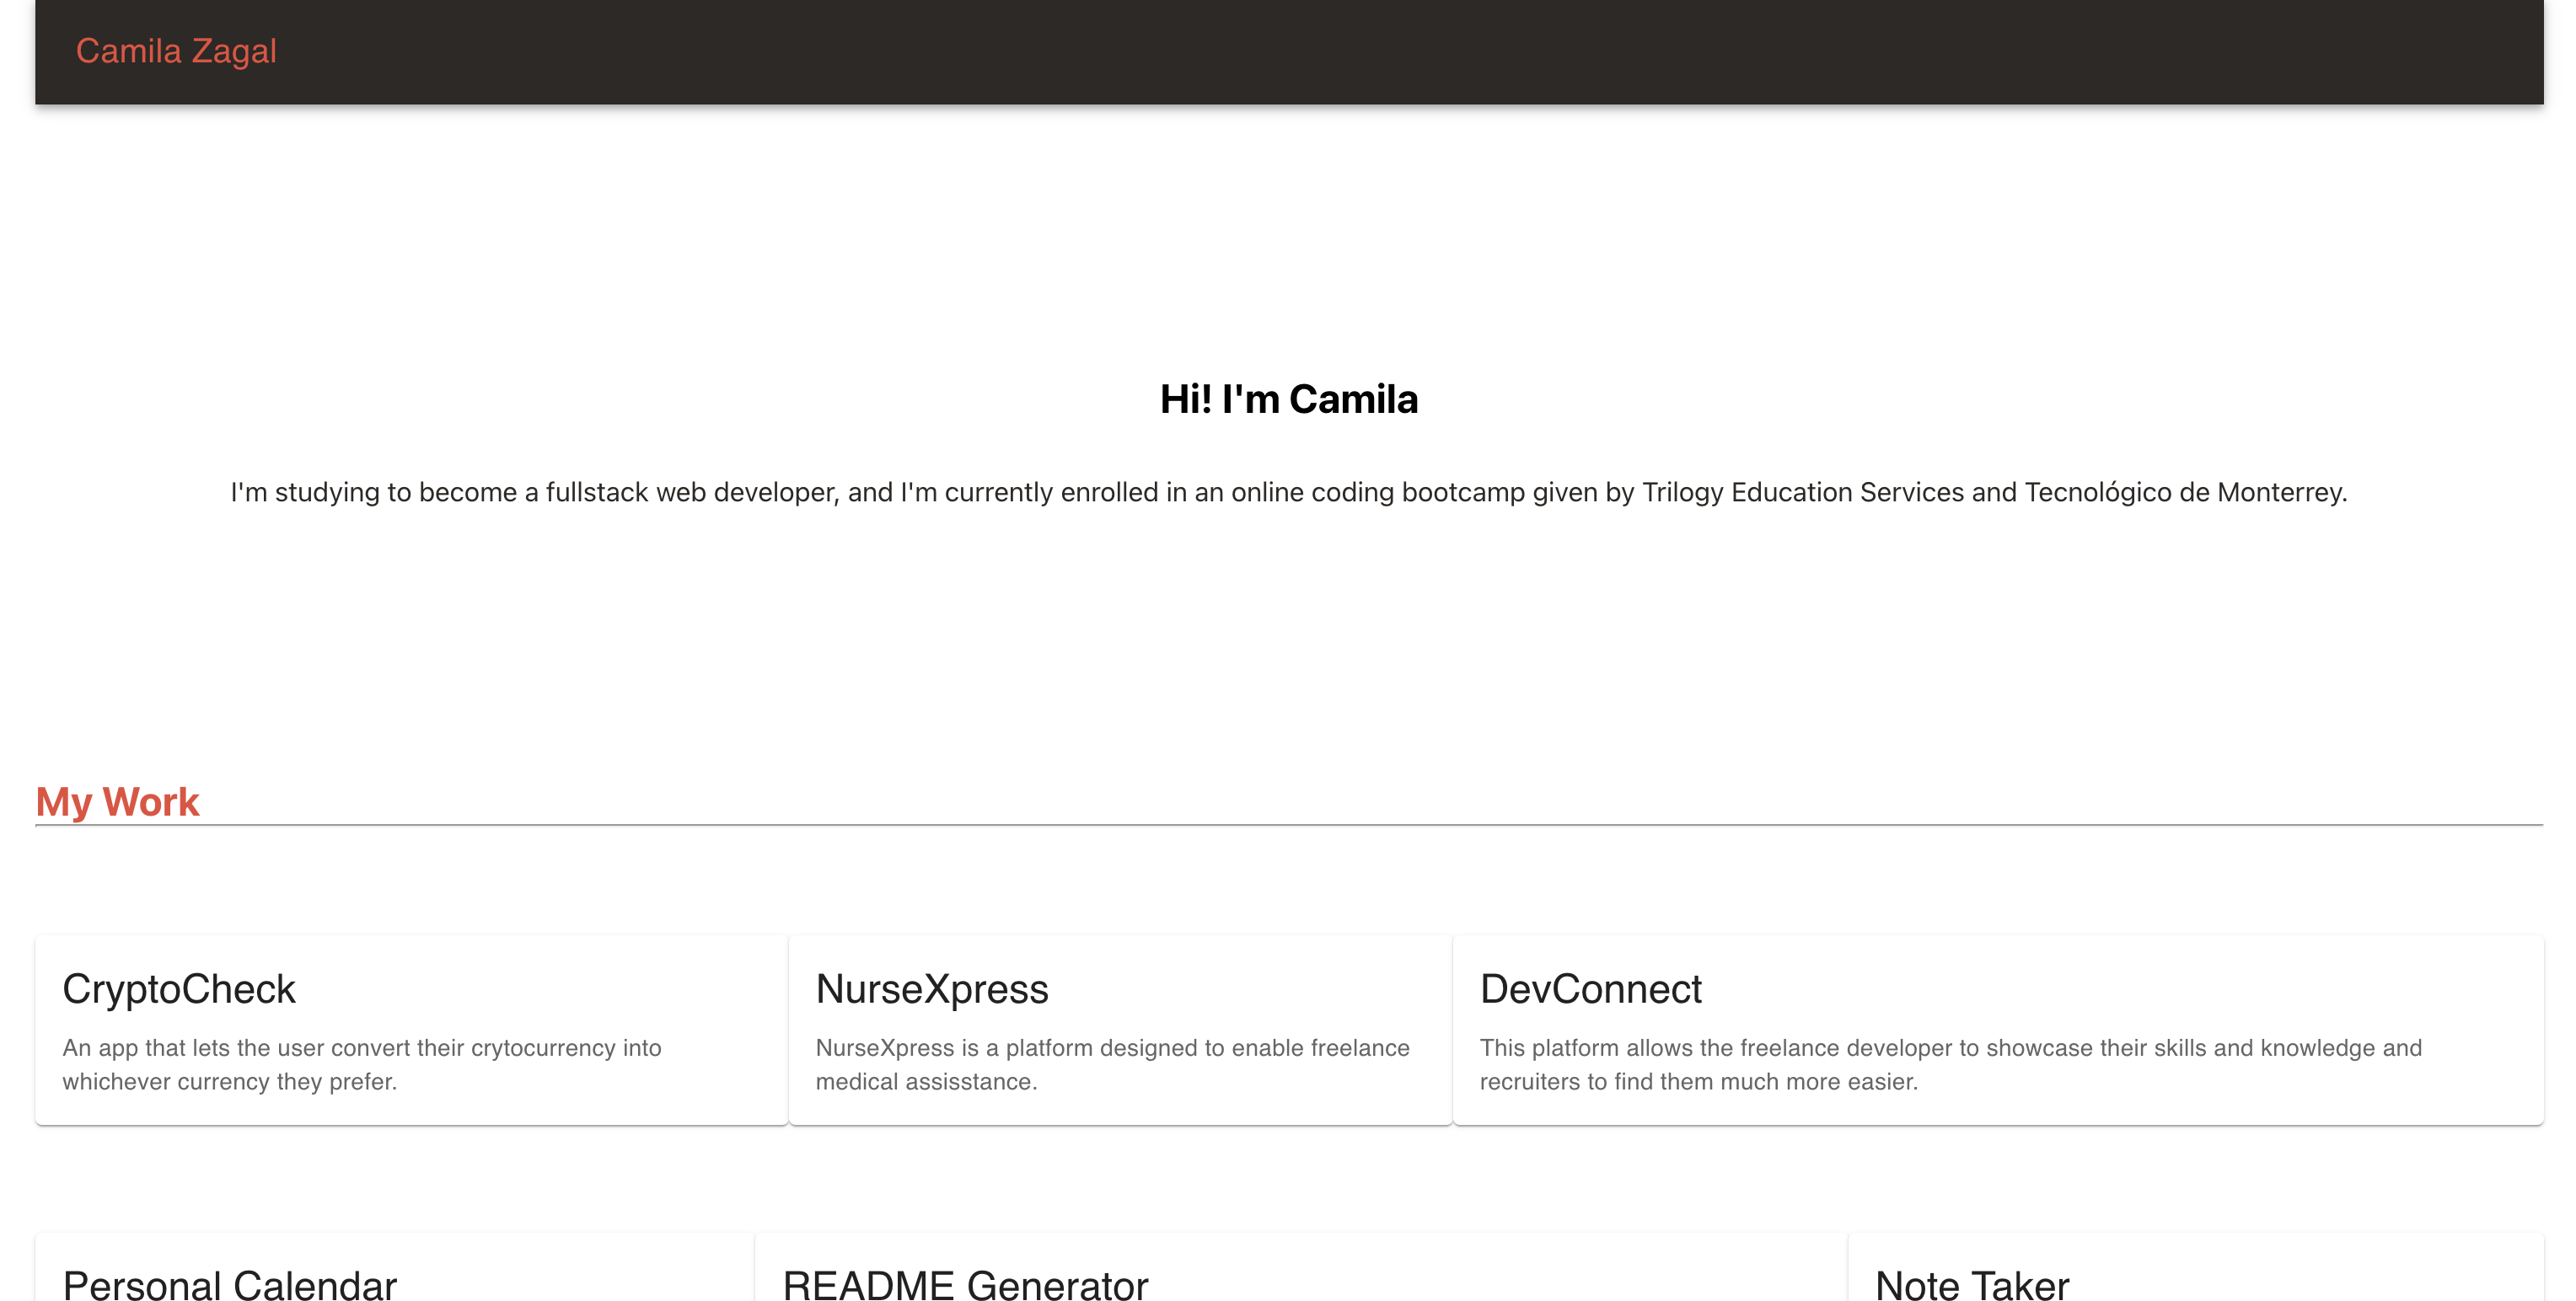 Camila Zagal
Hi! I'm Camila
I'm studying to become a fullstack web developer, and I'm currently enrolled in an online coding bootcamp given by Trilogy Education Services and Tecnológico de Monterrey.
My Work
CryptoCheck
An app that lets the user convert their crytocurrency into
whichever currency they prefer.
NurseXpress
NurseXpress is a platform designed to enable freelance
medical assisstance.
DevConnect
This platform allows the freelance developer to showcase their skills and knowledge and
recruiters to find them much more easier.
Personal Calendar
README Generator
Note Taker